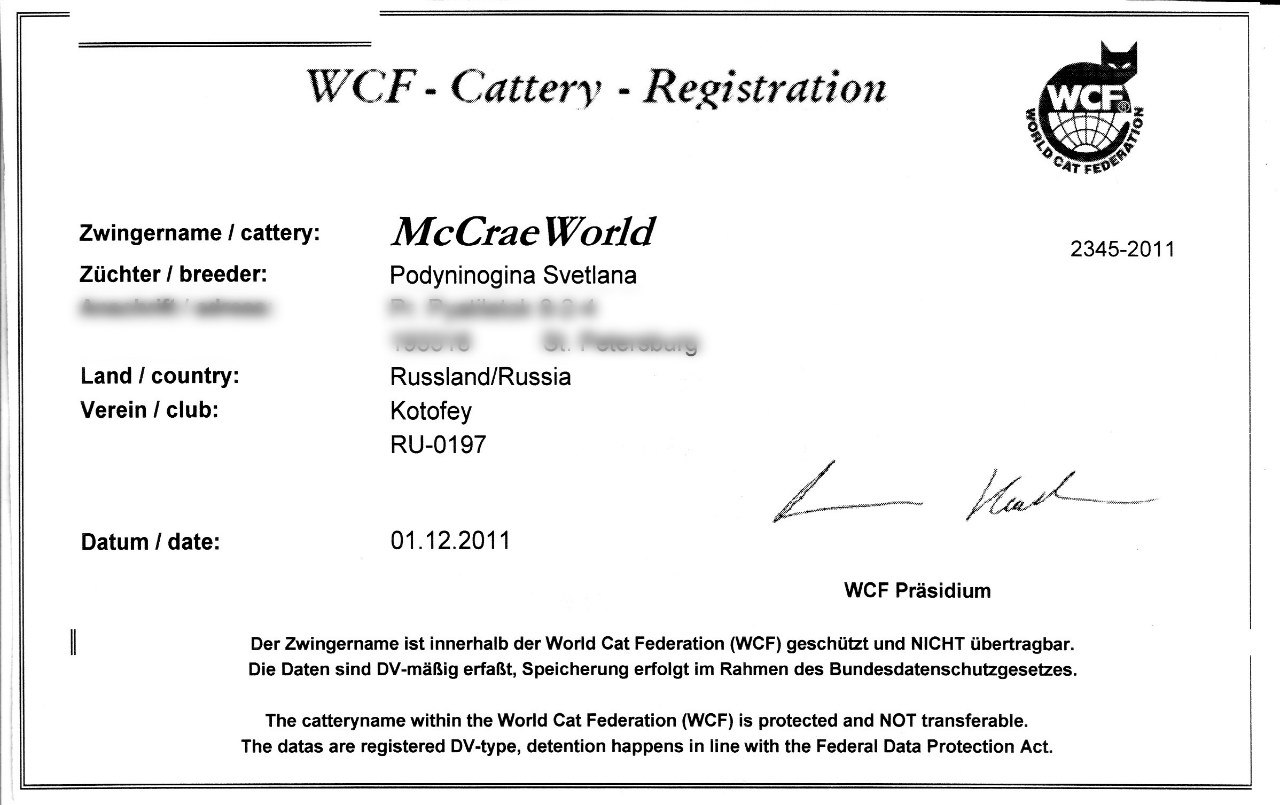 WCF - Cattery - Registration
WCF®
WORLD CAT FEDERATION
Zwingername / cattery: McCraeWorld
2345-2011
Züchter / breeder: Podyninogina Svetlana
St. Petersburg
Land / country: Russland/Russia
Verein / club: Kotofey
RU-0197
Datum / date: 01.12.2011
WCF Präsidium
Der Zwingername ist innerhalb der World Cat Federation (WCF) geschützt und NICHT übertragbar.
Die Daten sind DV-mäßig erfaßt, Speicherung erfolgt im Rahmen des Bundesdatenschutzgesetzes.
The catteryname within the World Cat Federation (WCF) is protected and NOT transferable.
The datas are registered DV-type, detention happens in line with the Federal Data Protection Act.